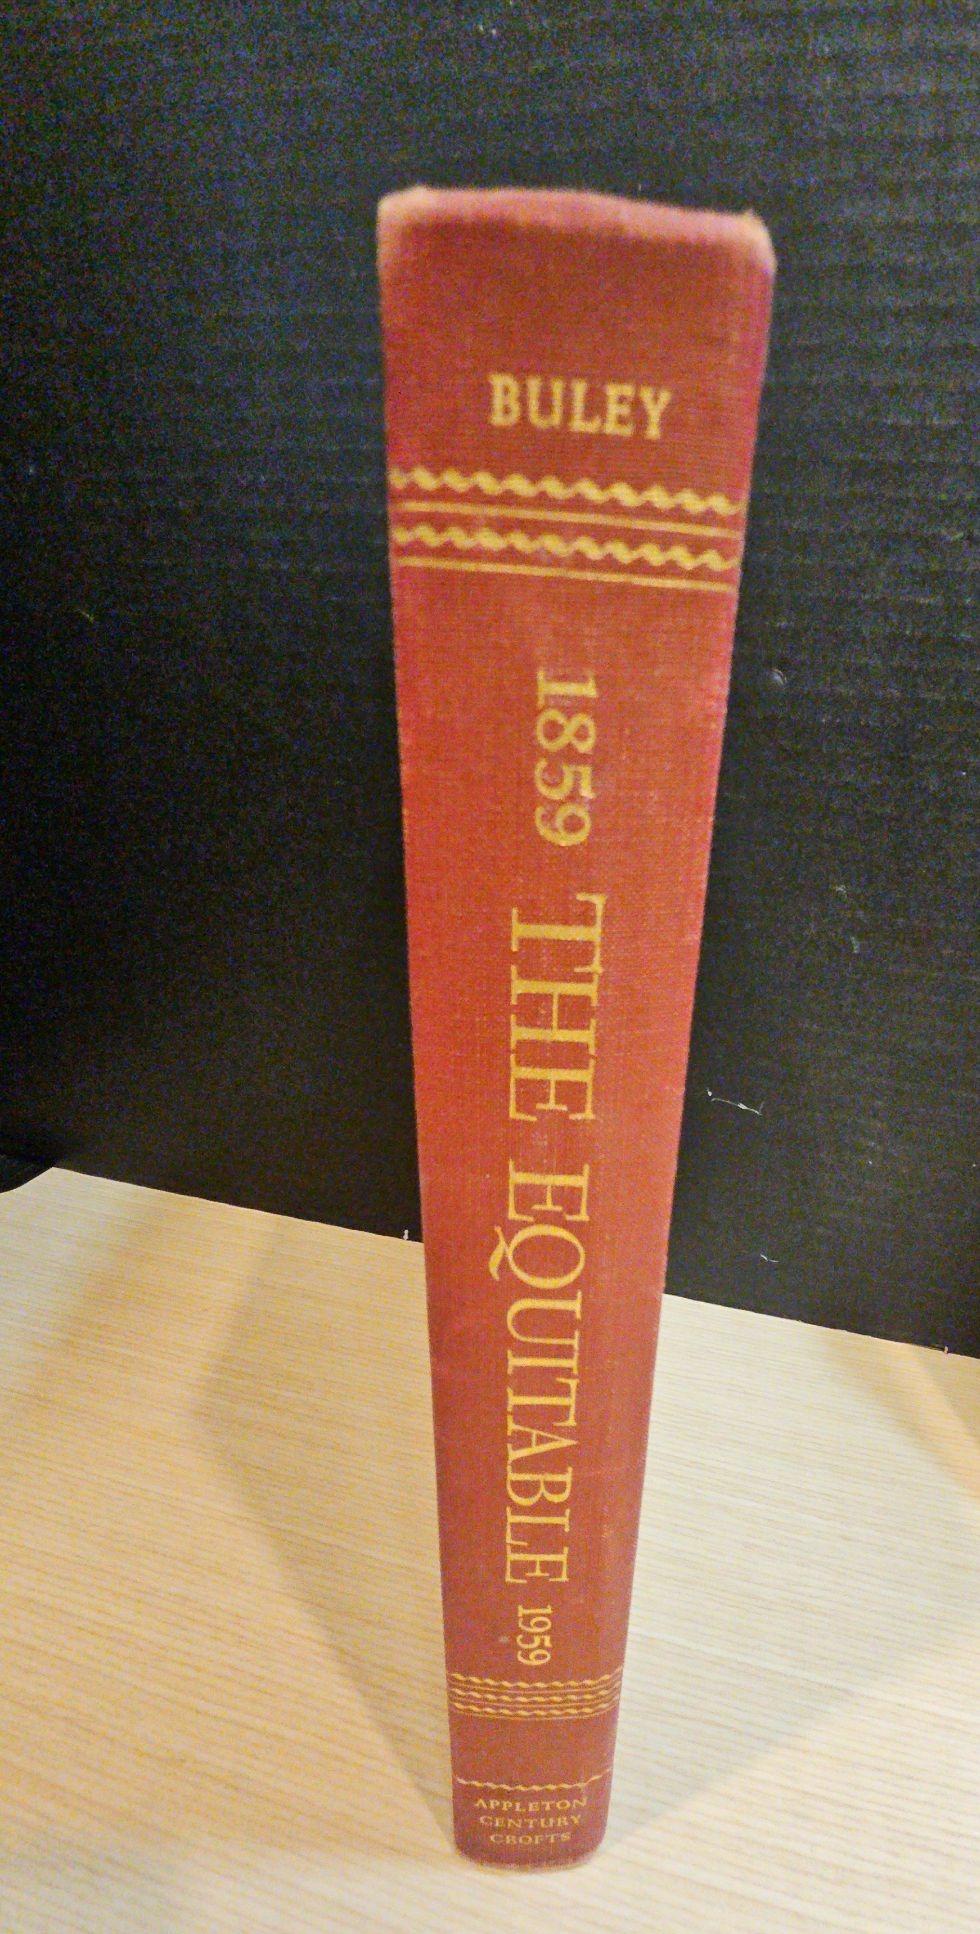 BULEY
1859 THE EQUITABLE 1959
APPLETON
CENTURY
CROFTS